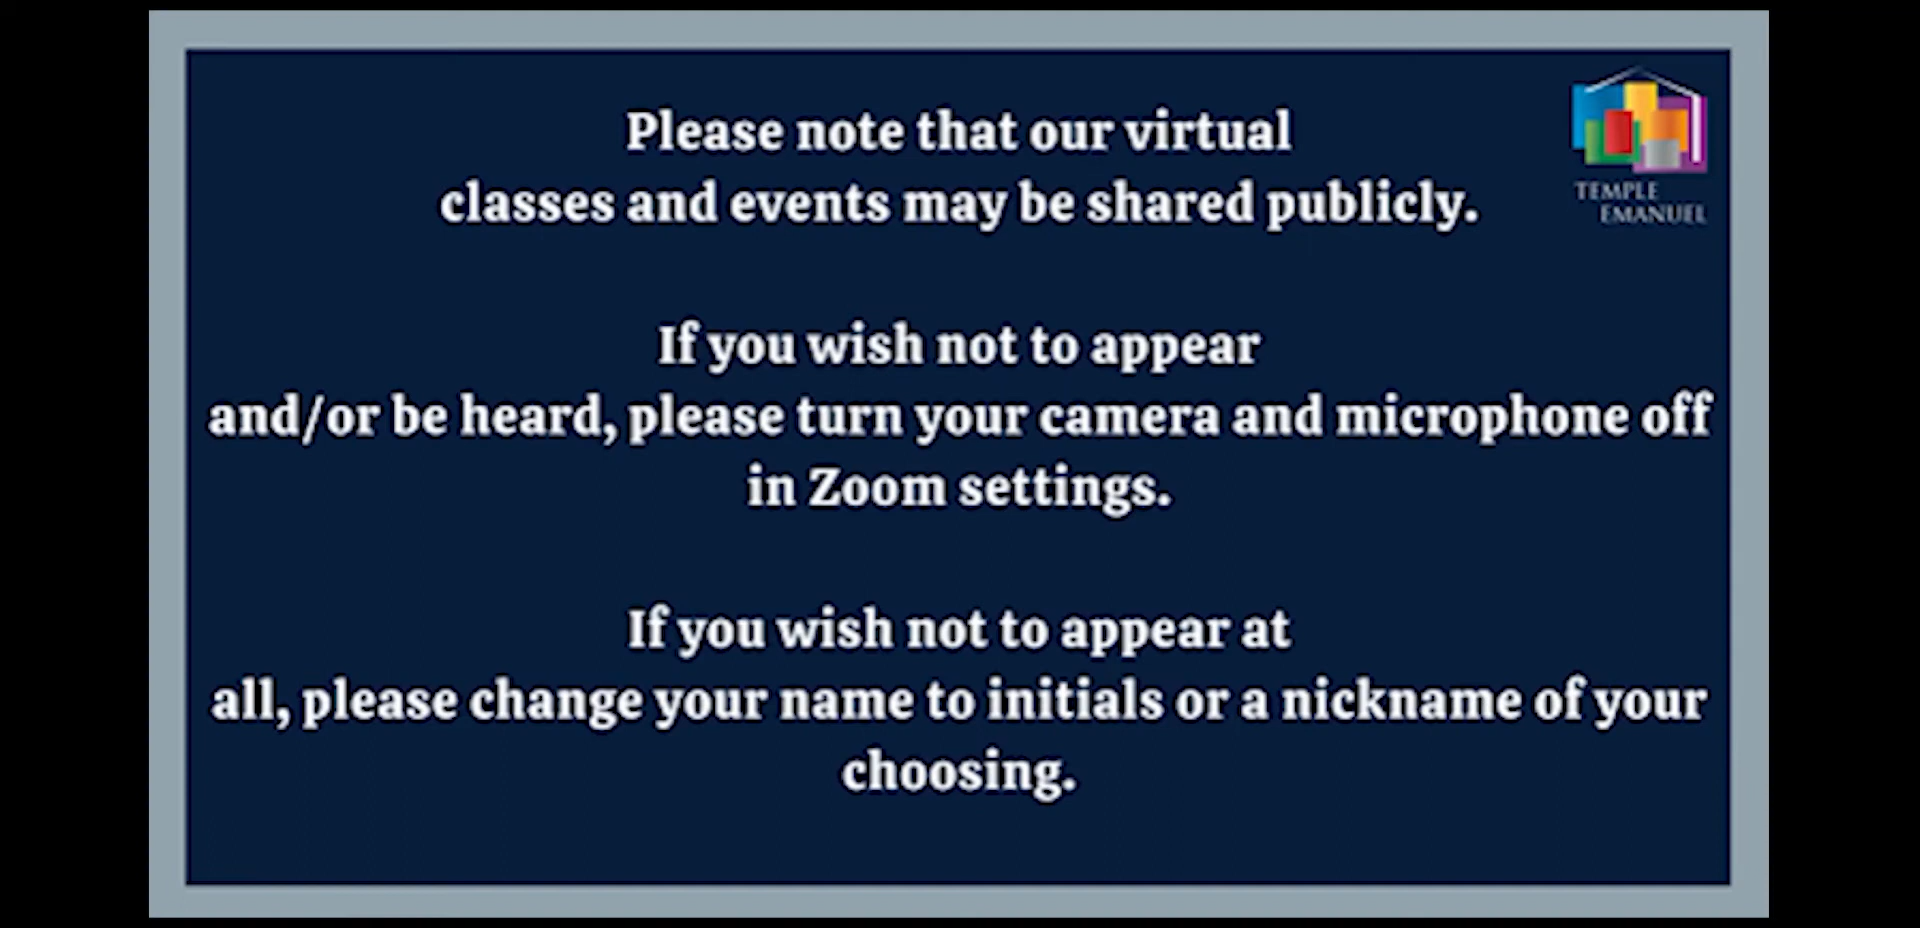 Please note that our virtual
classes and events may be shared publicly.
TEMPLE
EMANUEL
If you wish not to appear
and/or be heard, please turn your camera and microphone off
in Zoom settings.
If you wish not to appear at
all, please change your name to initials or a nickname of your
choosing.